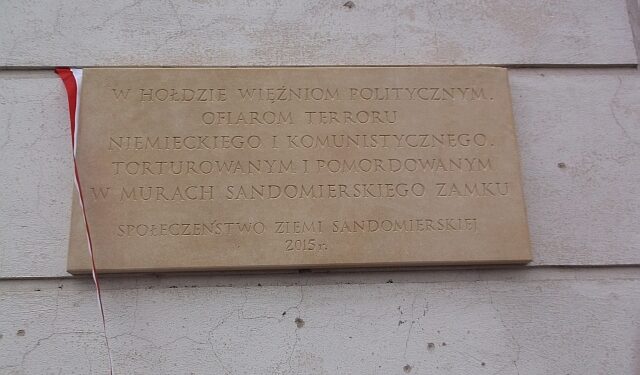 W HOŁDZIE WIĘŹNIOM POLITYCZNYM,
OFIAROM TERRORU
NIEMIECKIEGO I KOMUNISTYCZNEGO,
TORTUROWANYM I POMORDOWANYM
W MURACH SANDOMIERSKIEGO ZAMKU
SPOŁECZEŃSTWO ZIEMI SANDOMIERSKIEJ
2015 r.